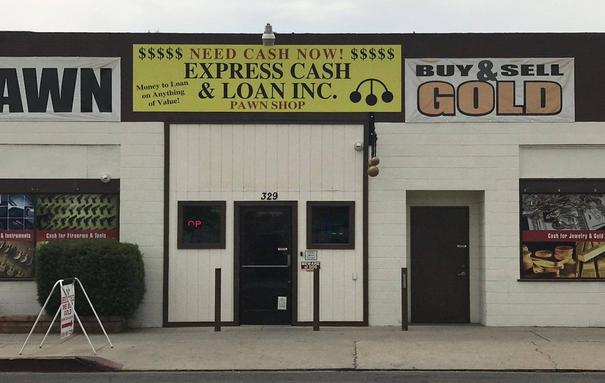 AWN
$$$$$ NEED CASH NOW! $$$$$
Money to Loan
on Anything
of Value!
EXPRESS CASH
& LOAN INC.
PAWN SHOP
BUY & SELL
GOLD
329
OP
& Instruments
Cash for Firearms & Tools
Cash for Jewelry & Gold